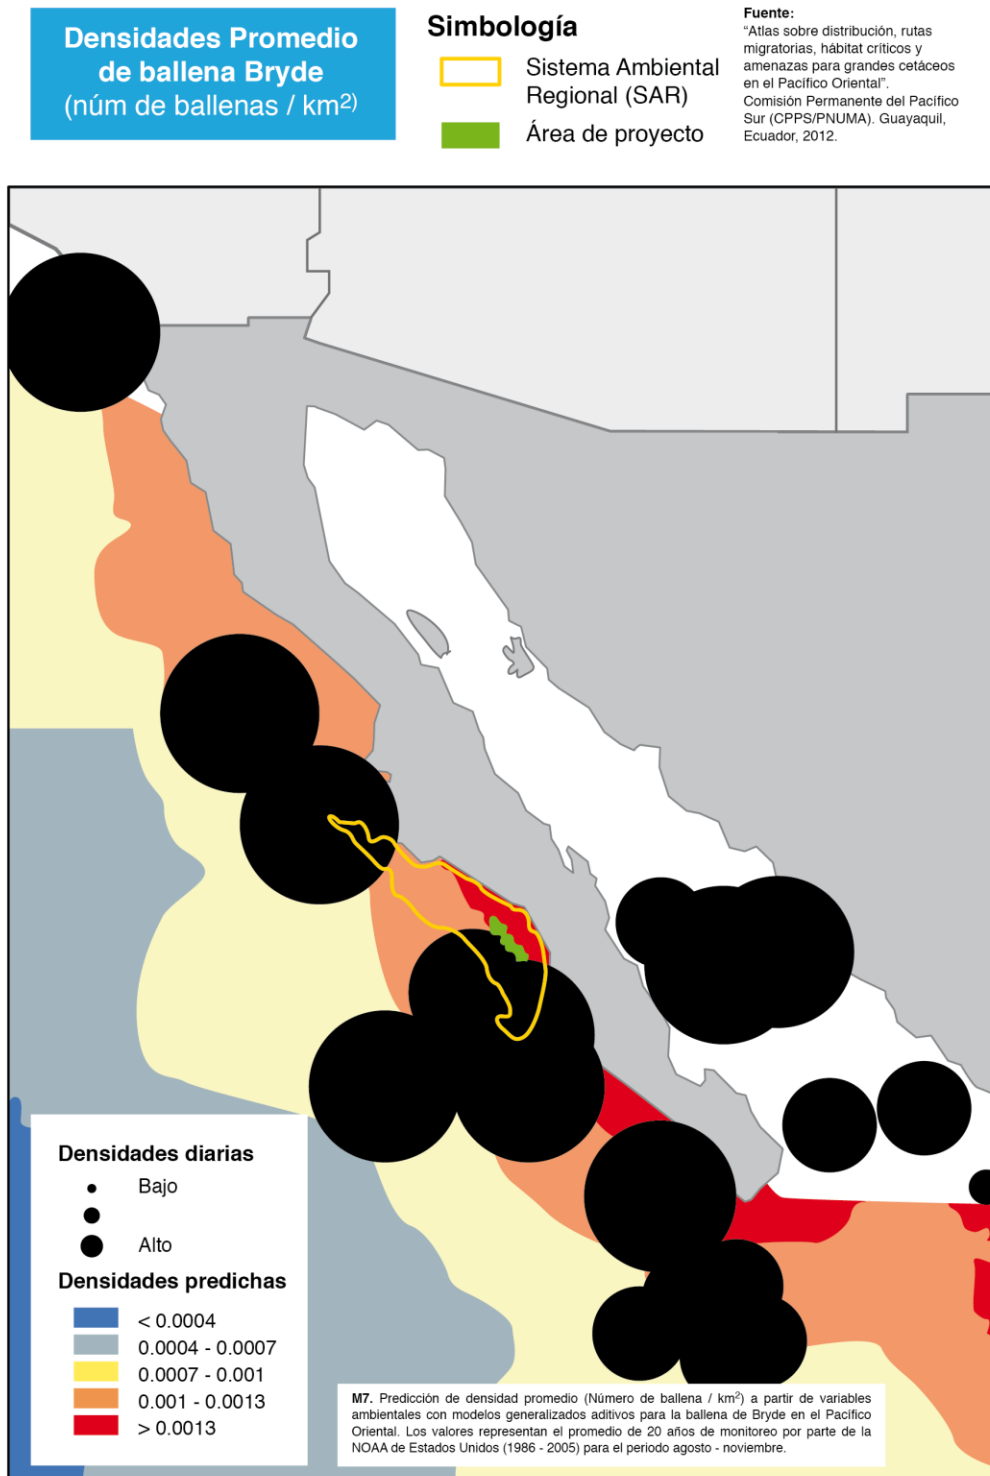 Densidades Promedio
de ballena Bryde
(núm de ballenas / km²)
Simbología
Sistema Ambiental
Regional (SAR)
Área de proyecto
Fuente:
“Atlas sobre distribución, rutas
migratorias, hábitat críticos y
amenazas para grandes cetáceos
en el Pacífico Oriental”.
Comisión Permanente del Pacífico
Sur (CPPS/PNUMA). Guayaquil,
Ecuador, 2012.
Densidades diarias
Bajo
Alto
Densidades predichas
< 0.0004
0.0004 - 0.0007
0.0007 - 0.001
0.001 - 0.0013
> 0.0013
M7. Predicción de densidad promedio (Número de ballena / km²) a partir de variables
ambientales con modelos generalizados aditivos para la ballena de Bryde en el Pacífico
Oriental. Los valores representan el promedio de 20 años de monitoreo por parte de la
NOAA de Estados Unidos (1986 - 2005) para el periodo agosto - noviembre.